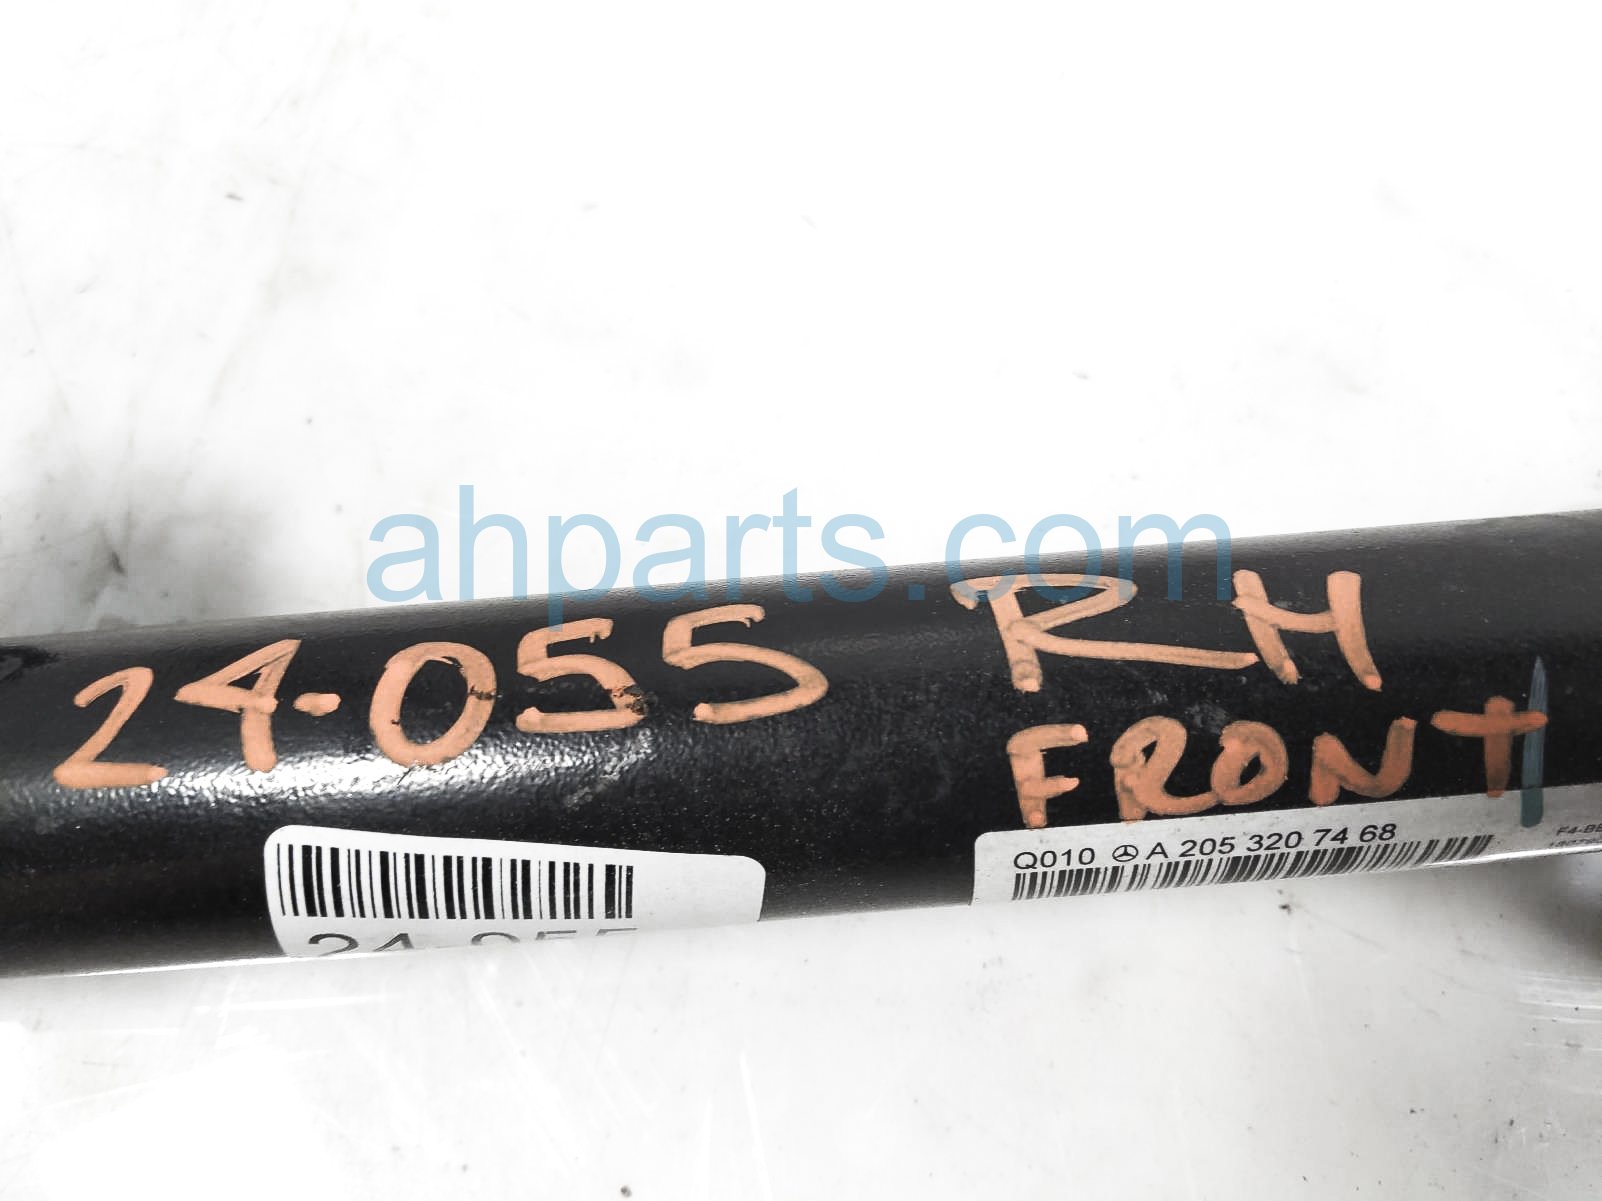 ahparts.com
24-055 RH
FRONT
Q010 A 205 320 74 68